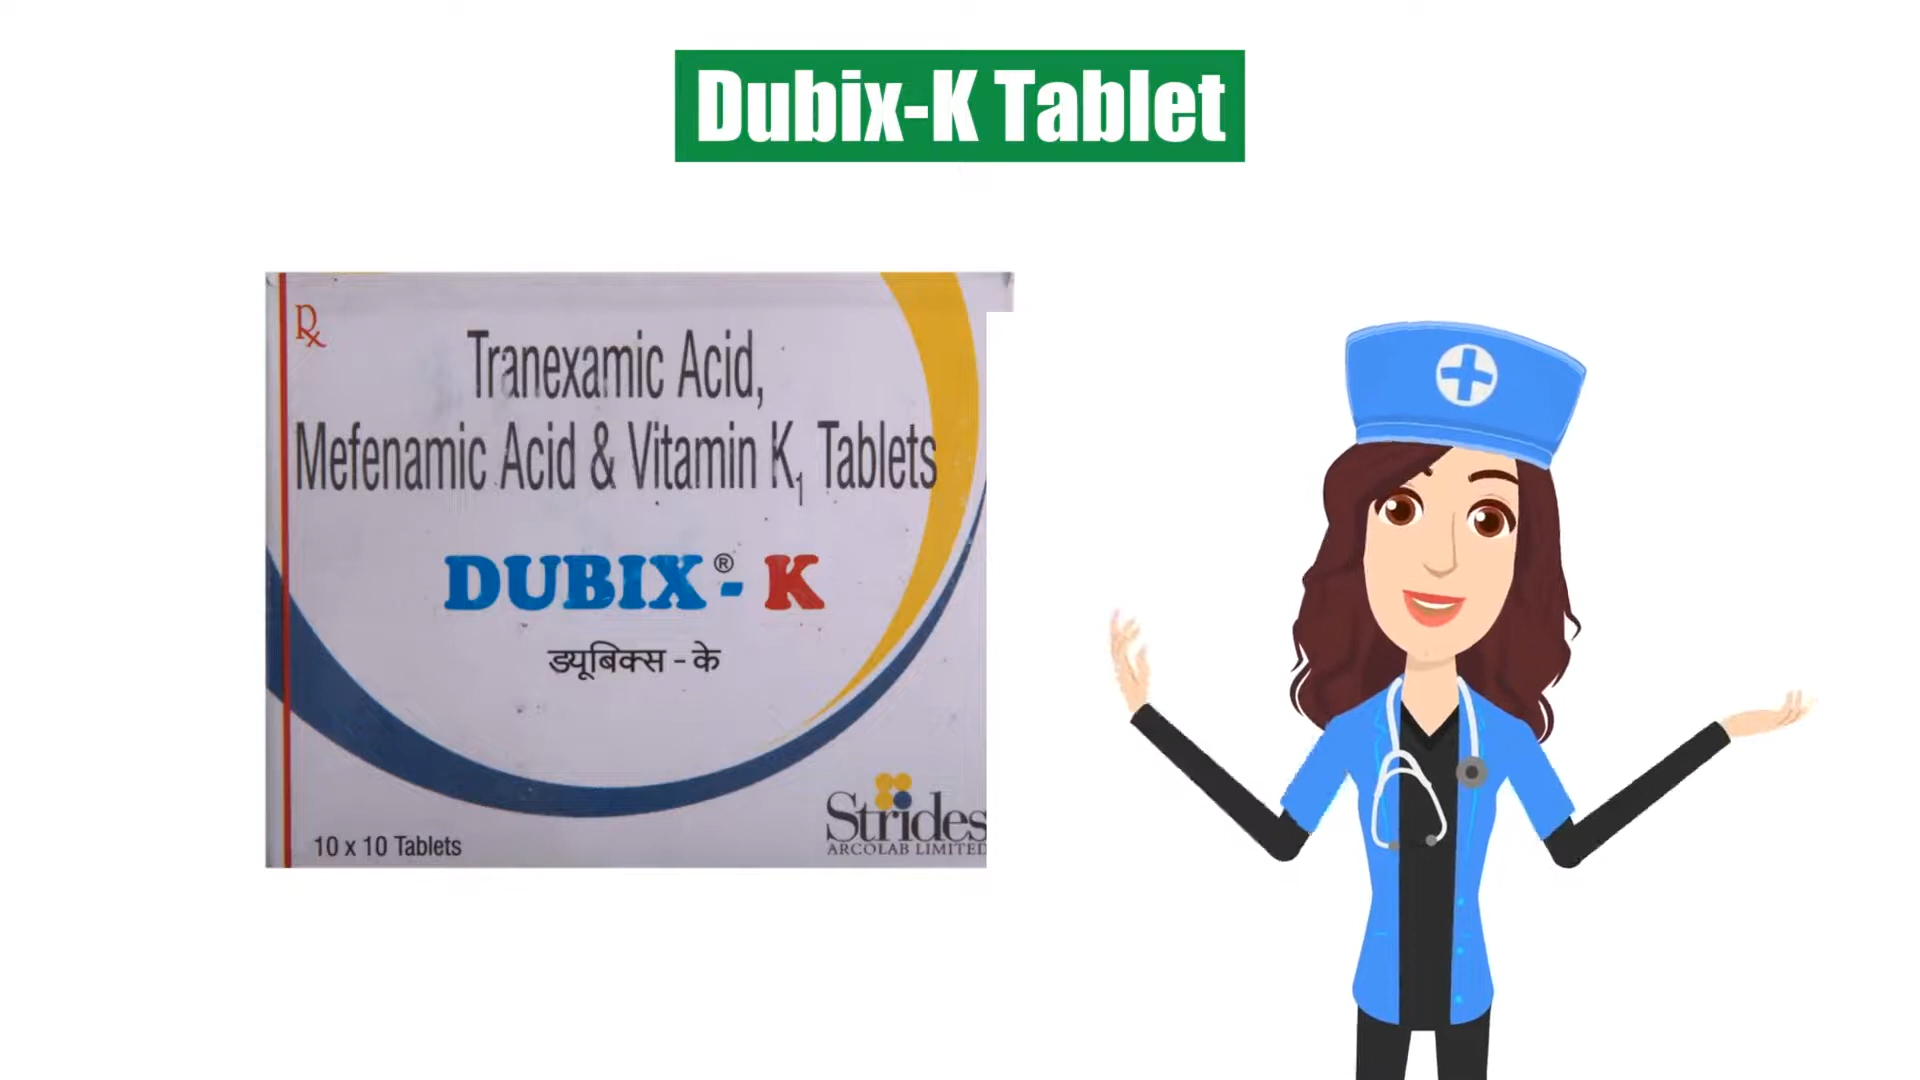 Dubix-K Tablet
Rx
Tranexamic Acid,
Mefenamic Acid & Vitamin K₁ Tablets
DUBIX®- K
ड्यूबिक्स - के
10 x 10 Tablets
Strides
ARCOLAB LIMITED